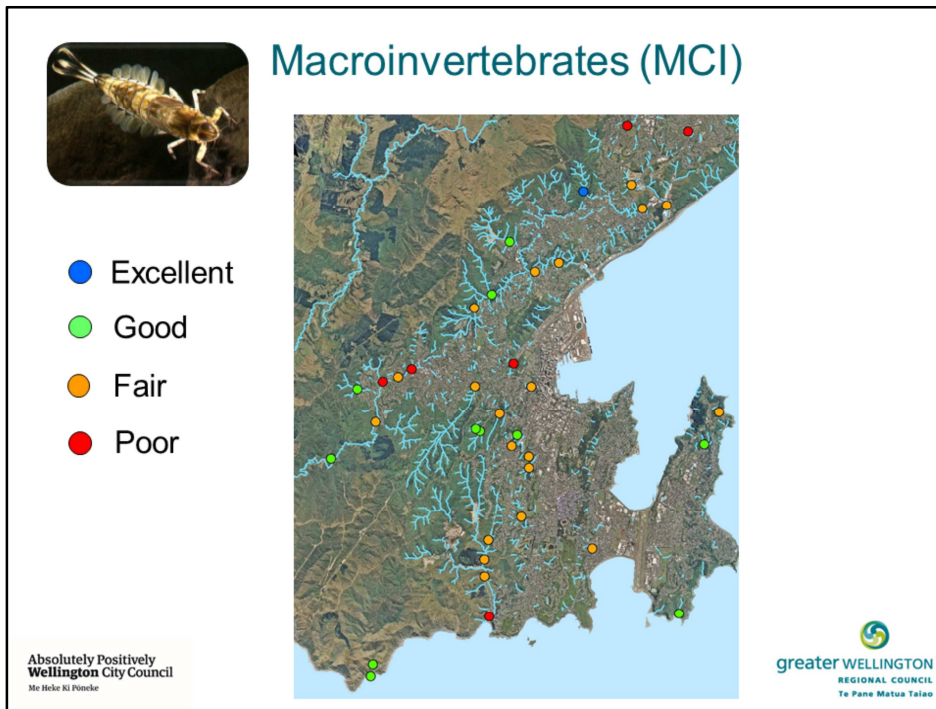 Macroinvertebrates (MCI)
Excellent
Good
Fair
Poor
Absolutely Positively
Wellington City Council
Me Heke Ki Pōneke
greater WELLINGTON
REGIONAL COUNCIL
Te Pane Matua Taiao